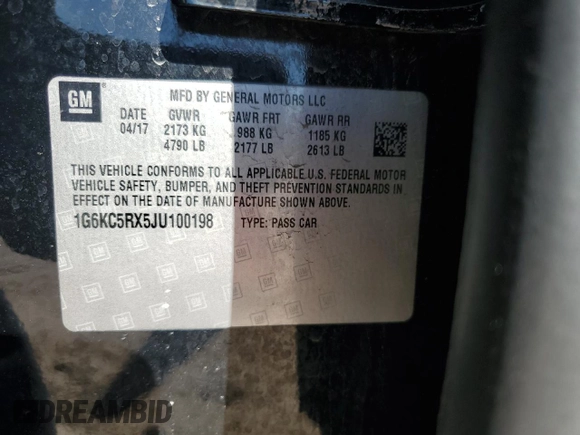 GM
MFD BY GENERAL MOTORS LLC
DATE GVWR GAWR FRT GAWR RR
04/17 2173 KG 988 KG 1185 KG
4790 LB 2177 LB 2613 LB
THIS VEHICLE CONFORMS TO ALL APPLICABLE U.S. FEDERAL MOTOR
VEHICLE SAFETY, BUMPER, AND THEFT PREVENTION STANDARDS IN
EFFECT ON THE DATE OF MANUFACTURE SHOWN ABOVE.
1G6KC5RX5JU100198 TYPE: PASS CAR
DREAMBID